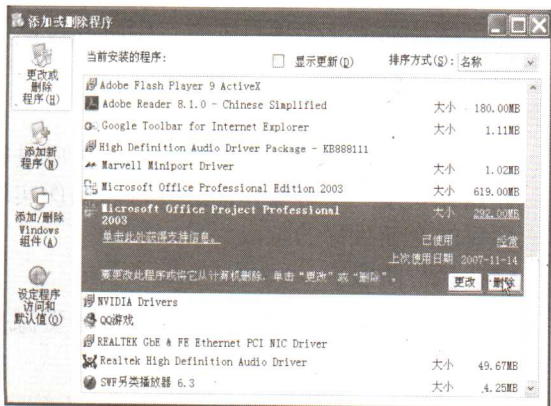 添加或删除程序
更改或
删除
程序(H)
添加新
程序(N)
添加/删除
Windows
组件(A)
设定程序
访问和
默认值(O)
当前安装的程序:
显示更新(D)
排序方式(S): 名称
Adobe Flash Player 9 ActiveX
Adobe Reader 8.1.0 - Chinese Simplified 大小 180.00MB
Google Toolbar for Internet Explorer 大小 1.11MB
High Definition Audio Driver Package - KB888111
Marvell Miniport Driver 大小 1.02MB
Microsoft Office Professional Edition 2003 大小 619.00MB
Microsoft Office Project Professional 大小 292.00MB
2003
单击此处获得支持信息。 已使用 经常
上次使用日期 2007-11-14
要更改此程序或将它从计算机删除,单击“更改”或“删除”。
更改 删除
NVIDIA Drivers
QQ游戏
REALTEK GbE & FE Ethernet PCI NIC Driver
Realtek High Definition Audio Driver 大小 49.67MB
SWF另类播放器 6.3 大小 4.25MB